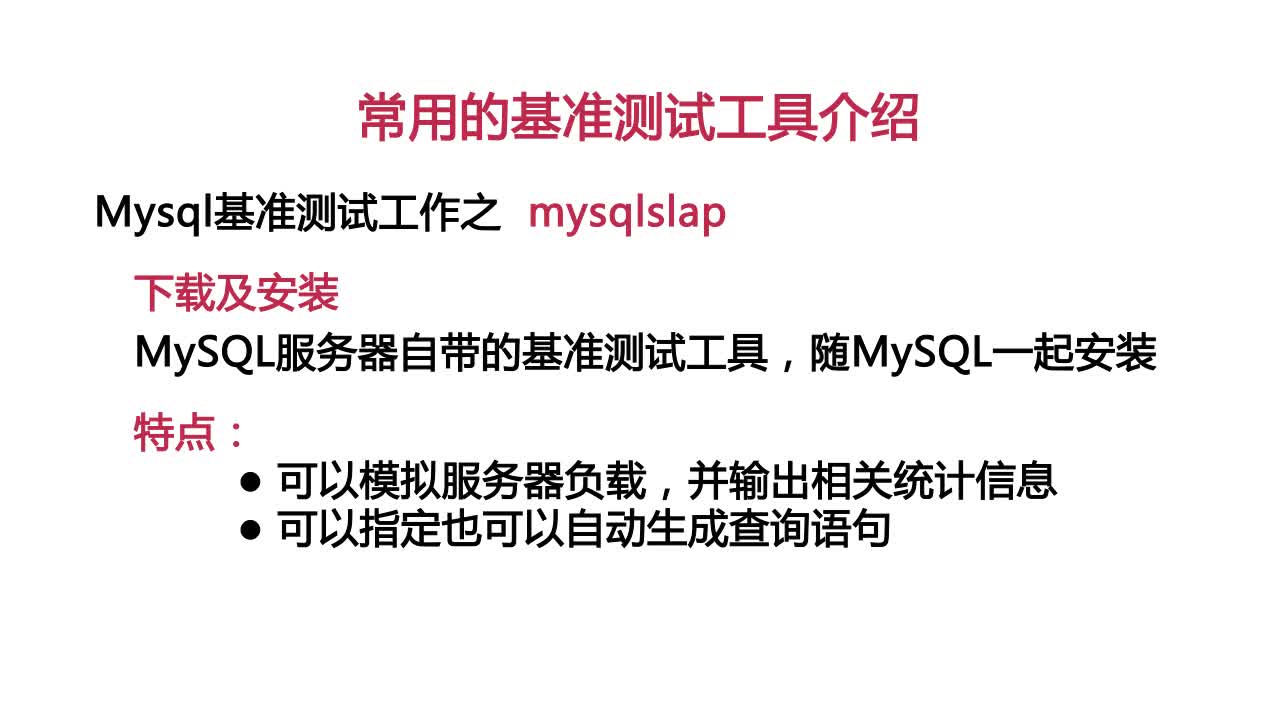 常用的基准测试工具介绍
Mysql基准测试工作之 mysqlslap
下载及安装
MySQL服务器自带的基准测试工具，随MySQL一起安装
特点：
● 可以模拟服务器负载，并输出相关统计信息
● 可以指定也可以自动生成查询语句